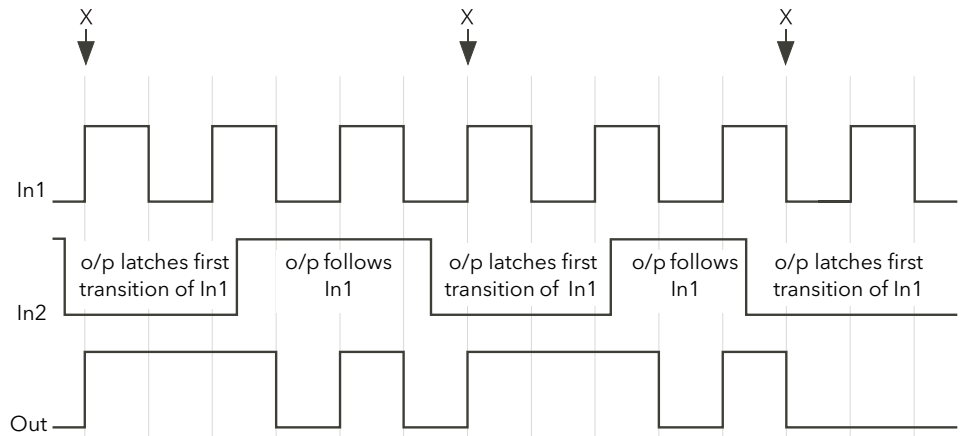 X X X
In1
o/p latches first o/p follows o/p latches first o/p follows o/p latches first
transition of In1 In1 transition of In1 In1 transition of In1
In2
Out